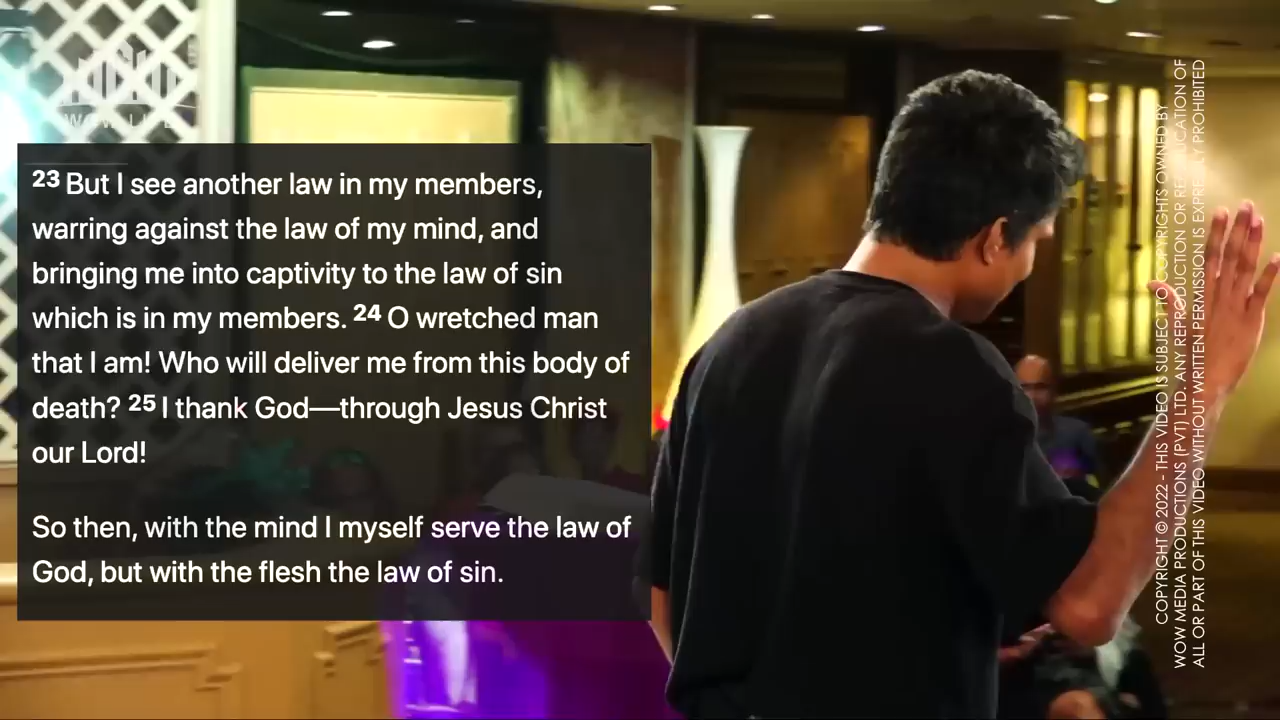 WOW LIFE
23 But I see another law in my members,
warring against the law of my mind, and
bringing me into captivity to the law of sin
which is in my members. 24 O wretched man
that I am! Who will deliver me from this body of
death? 25 I thank God—through Jesus Christ
our Lord!
So then, with the mind I myself serve the law of
God, but with the flesh the law of sin.
COPYRIGHT © 2022 - THIS VIDEO IS SUBJECT TO COPYRIGHTS OWNED BY
WOW MEDIA PRODUCTIONS (PVT) LTD. ANY REPRODUCTION OR REPLICATION OF
ALL OR PART OF THIS VIDEO WITHOUT WRITTEN PERMISSION IS EXPRESSLY PROHIBITED